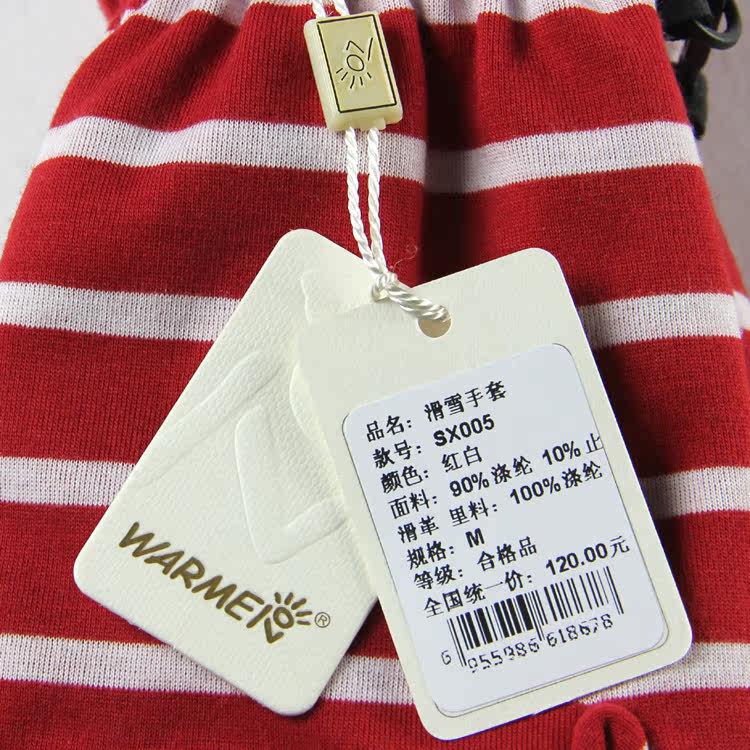 WARMEN®
品名: 滑雪手套
款号: SX005
颜色: 红白
面料: 90%涤纶 10%止
滑革 里料: 100%涤纶
规格: M
等级: 合格品
全国统一价: 120.00元
6 955986 618678